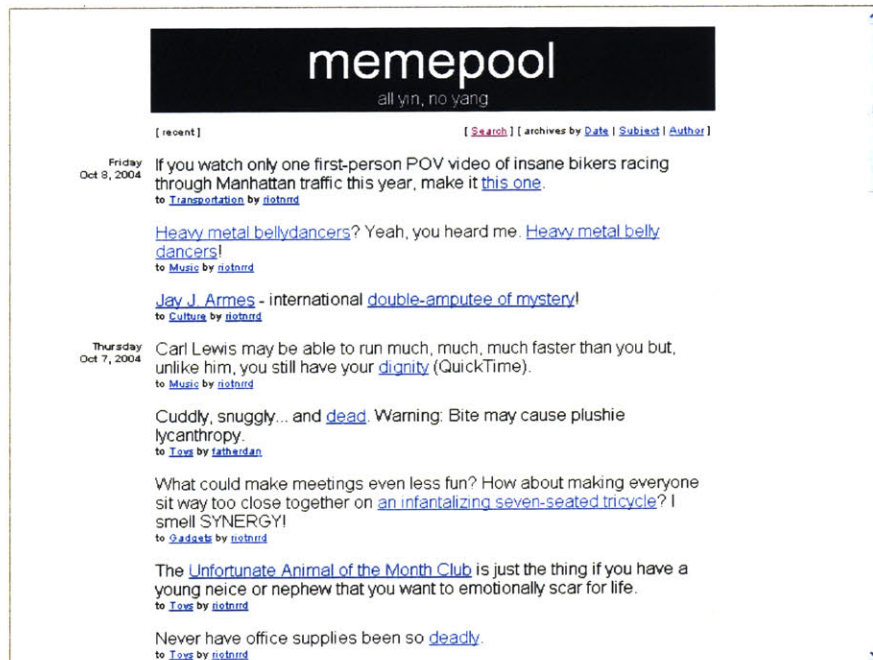 memepool
all yin, no yang
[ recent ] [ Search ] [ archives by Date | Subject | Author ]
Friday
Oct 8, 2004
If you watch only one first-person POV video of insane bikers racing
through Manhattan traffic this year, make it this one.
to Transportation by riotnrrd
Heavy metal bellydancers? Yeah, you heard me. Heavy metal belly
dancers!
to Music by riotnrrd
Jay J. Armes - international double-amputee of mystery!
to Culture by riotnrrd
Thursday
Oct 7, 2004
Carl Lewis may be able to run much, much, much faster than you but,
unlike him, you still have your dignity (QuickTime).
to Music by riotnrrd
Cuddly, snuggly... and dead. Warning: Bite may cause plushie
lycanthropy.
to Toys by fatherdan
What could make meetings even less fun? How about making everyone
sit way too close together on an infantalizing seven-seated tricycle? I
smell SYNERGY!
to Gadgets by riotnrrd
The Unfortunate Animal of the Month Club is just the thing if you have a
young neice or nephew that you want to emotionally scar for life.
to Toys by riotnrrd
Never have office supplies been so deadly.
to Toys by riotnrrd